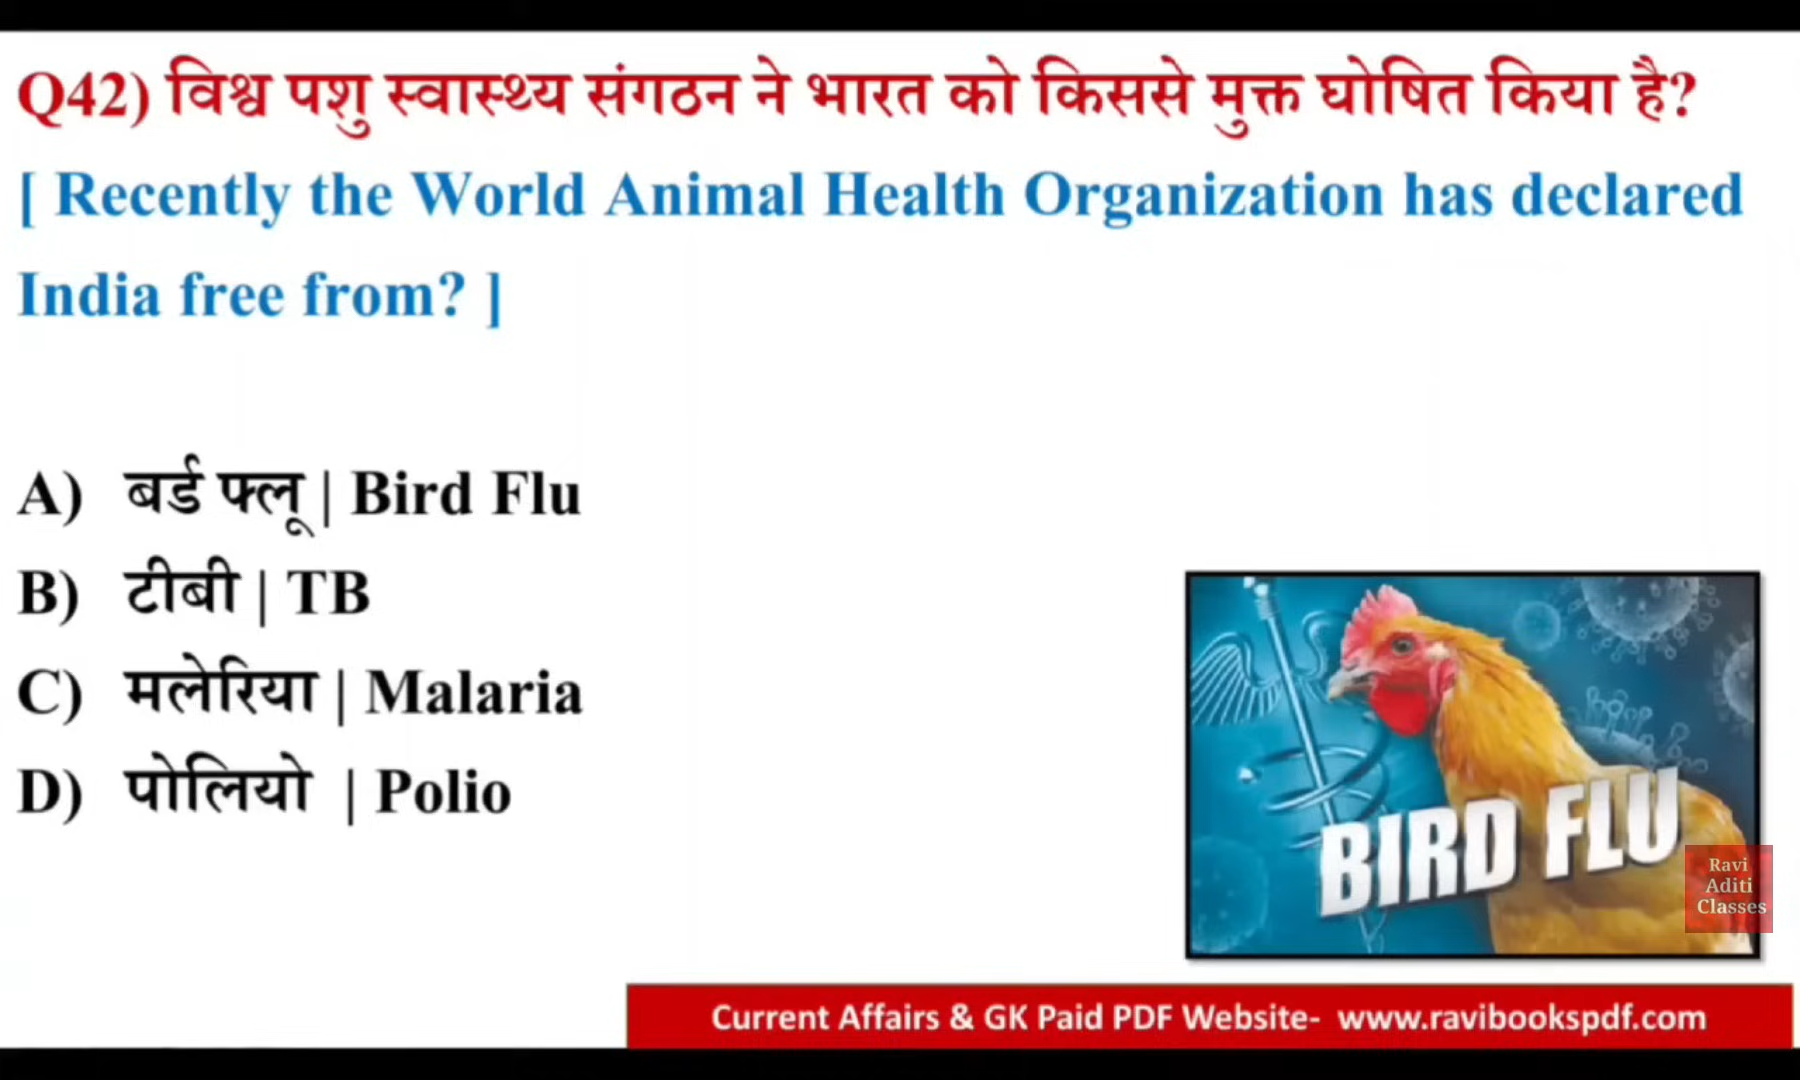 Q42) विश्व पशु स्वास्थ्य संगठन ने भारत को किससे मुक्त घोषित किया है?
[ Recently the World Animal Health Organization has declared
India free from? ]
A) बर्ड फ्लू | Bird Flu
B) टीबी | TB
C) मलेरिया | Malaria
D) पोलियो | Polio
BIRD FLU
Ravi
Aditi
Classes
Current Affairs & GK Paid PDF Website- www.ravibookspdf.com